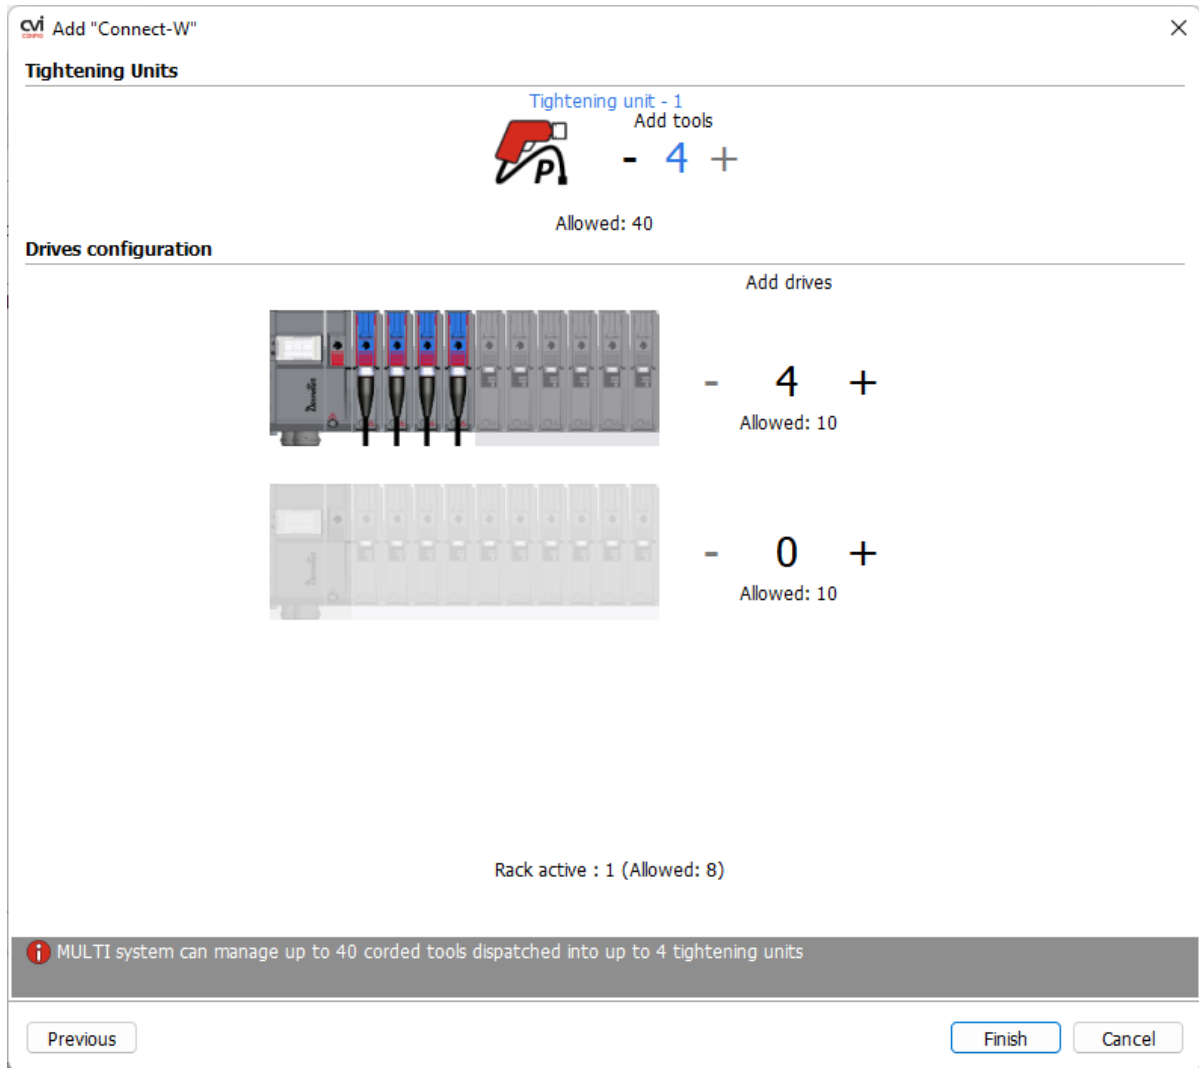 CVI CONFIG Add "Connect-W"
Tightening Units
Tightening unit - 1
Add tools
- 4 +
P
Allowed: 40
Drives configuration
Add drives
- 4 +
Allowed: 10
- 0 +
Allowed: 10
Rack active : 1 (Allowed: 8)
MULTI system can manage up to 40 corded tools dispatched into up to 4 tightening units
Previous
Finish
Cancel